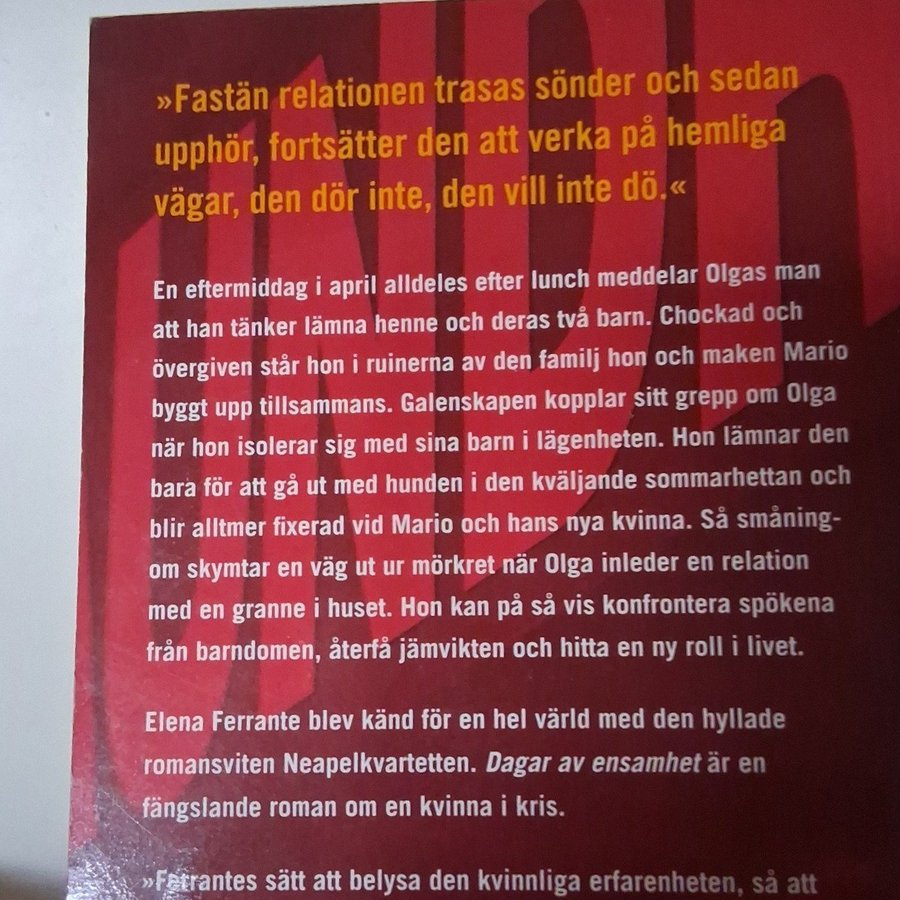 »Fastän relationen trasas sönder och sedan
upphör, fortsätter den att verka på hemliga
vägar, den dör inte, den vill inte dö.«
En eftermiddag i april alldeles efter lunch meddelar Olgas man
att han tänker lämna henne och deras två barn. Chockad och
övergiven står hon i ruinerna av den familj hon och maken Mario
byggt upp tillsammans. Galenskapen kopplar sitt grepp om Olga
när hon isolerar sig med sina barn i lägenheten. Hon lämnar den
bara för att gå ut med hunden i den kväljande sommarhettan och
blir alltmer fixerad vid Mario och hans nya kvinna. Så småning-
om skymtar en väg ut ur mörkret när Olga inleder en relation
med en granne i huset. Hon kan på så vis konfrontera spökena
från barndomen, återfå jämvikten och hitta en ny roll i livet.
Elena Ferrante blev känd för en hel värld med den hyllade
romansviten Neapelkvartetten. Dagar av ensamhet är en
fängslande roman om en kvinna i kris.
»Ferrantes sätt att belysa den kvinnliga erfarenheten, så att